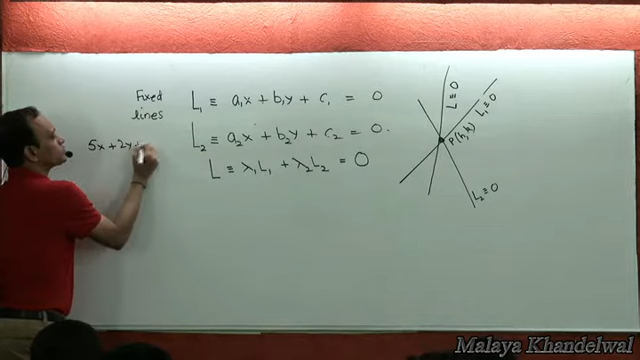 Fixed
lines
L₁ ≡ a₁x + b₁y + c₁ = 0
L₂ ≡ a₂x + b₂y + c₂ = 0.
5x+2y
L ≡ λ₁L₁ + λ₂L₂ = 0
L ≡ 0
L₁ ≡ 0
P(h,k)
L₂ ≡ 0
Malaya Khandelwal